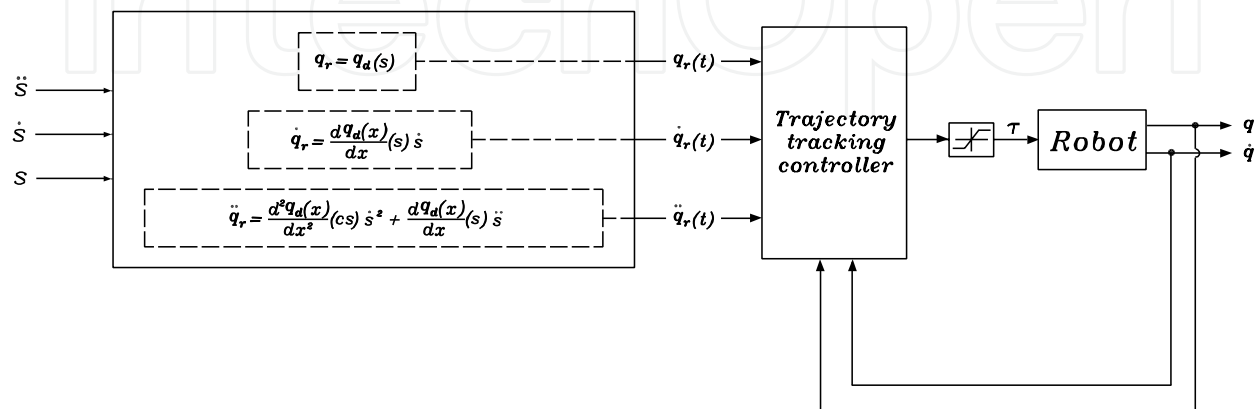 IntechOpen
q_r = q_d(s)
q_r(t)
s̈
ṡ
s
q̇_r = dq_d(x)/dx (s) ṡ
q̇_r(t)
q̈_r = d²q_d(x)/dx² (cs) ṡ² + dq_d(x)/dx (s) s̈
q̈_r(t)
Trajectory
tracking
controller
τ
Robot
q
q̇